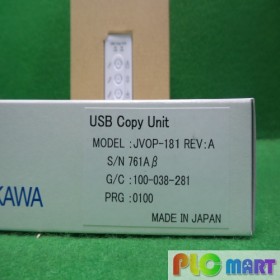 USB Copy Unit
MODEL :JVOP-181 REV:A
S/N 761Aβ
G/C :100-038-281
PRG :0100
KAWA
MADE IN JAPAN
PLC MART